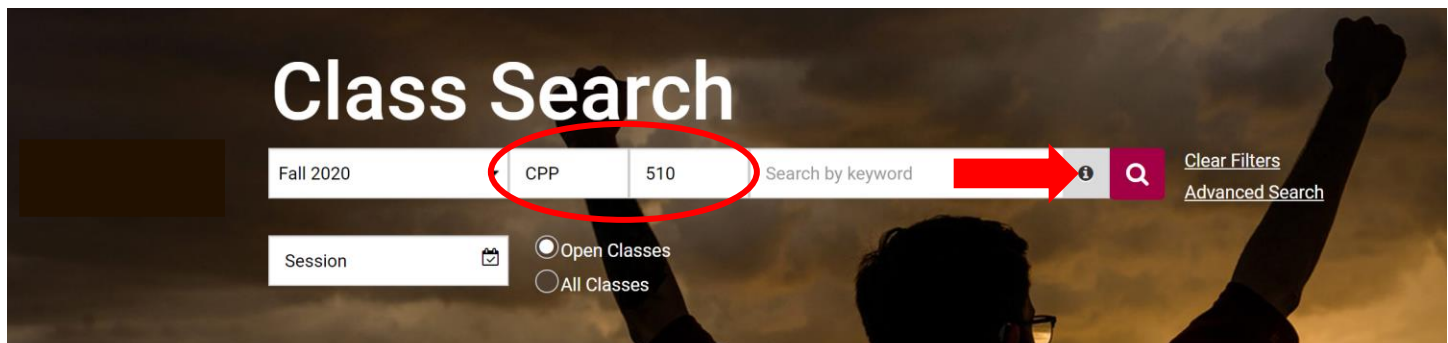 Class Search
Fall 2020 CPP 510 Search by keyword
Clear Filters
Advanced Search
Session
Open Classes
All Classes